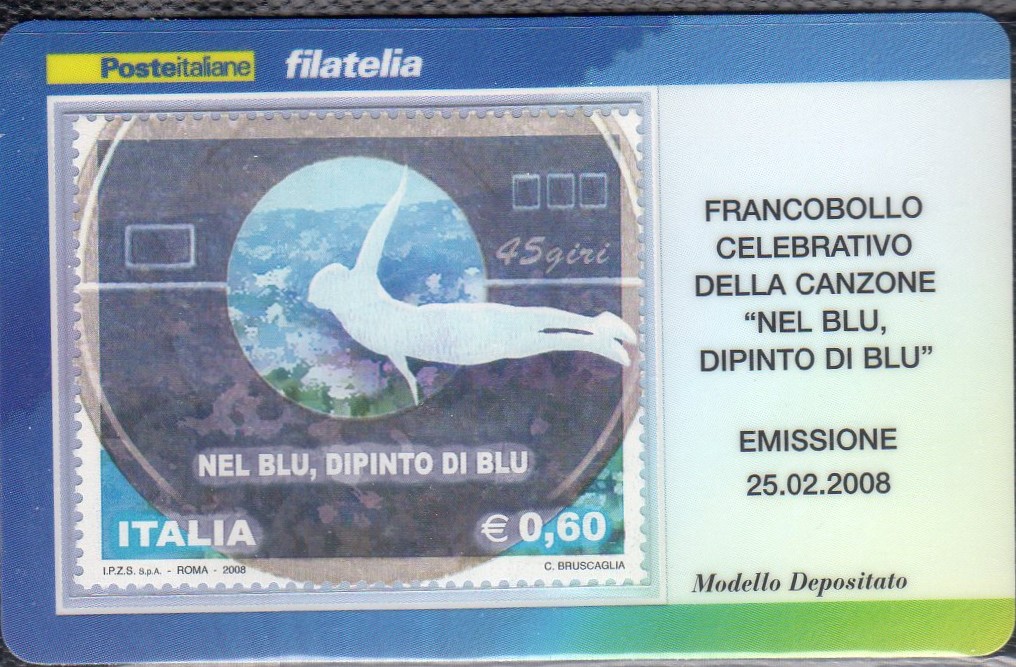 Posteitaliane filatelia
45giri
NEL BLU, DIPINTO DI BLU
ITALIA € 0,60
I.P.Z.S. S.p.A. - ROMA - 2008 C. BRUSCAGLIA
FRANCOBOLLO
CELEBRATIVO
DELLA CANZONE
“NEL BLU,
DIPINTO DI BLU”
EMISSIONE
25.02.2008
Modello Depositato